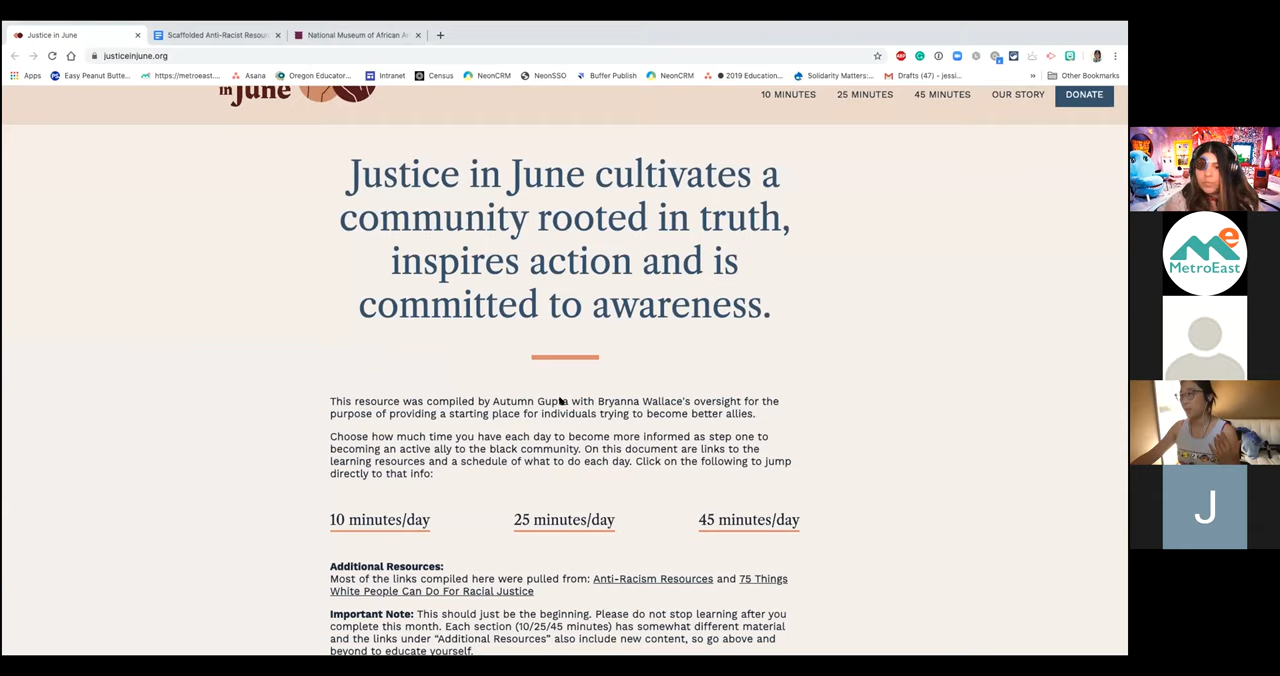 Justice in June
Scaffolded Anti-Racist Resou
National Museum of African A
justiceinjune.org
Apps
Easy Peanut Butte...
https://metroeast....
Asana
Oregon Educator...
Intranet
Census
NeonCRM
NeonSSO
Buffer Publish
NeonCRM
2019 Education...
Solidarity Matters:...
Drafts (47) - jessi...
»
Other Bookmarks
in June
10 MINUTES
25 MINUTES
45 MINUTES
OUR STORY
DONATE
Justice in June cultivates a
community rooted in truth,
inspires action and is
committed to awareness.
This resource was compiled by Autumn Gupta with Bryanna Wallace's oversight for the
purpose of providing a starting place for individuals trying to become better allies.
Choose how much time you have each day to become more informed as step one to
becoming an active ally to the black community. On this document are links to the
learning resources and a schedule of what to do each day. Click on the following to jump
directly to that info:
10 minutes/day
25 minutes/day
45 minutes/day
Additional Resources:
Most of the links compiled here were pulled from: Anti-Racism Resources and 75 Things
White People Can Do For Racial Justice
Important Note: This should just be the beginning. Please do not stop learning after you
complete this month. Each section (10/25/45 minutes) has somewhat different material
and the links under “Additional Resources” also include new content, so go above and
beyond to educate yourself.
Me
MetroEast
J